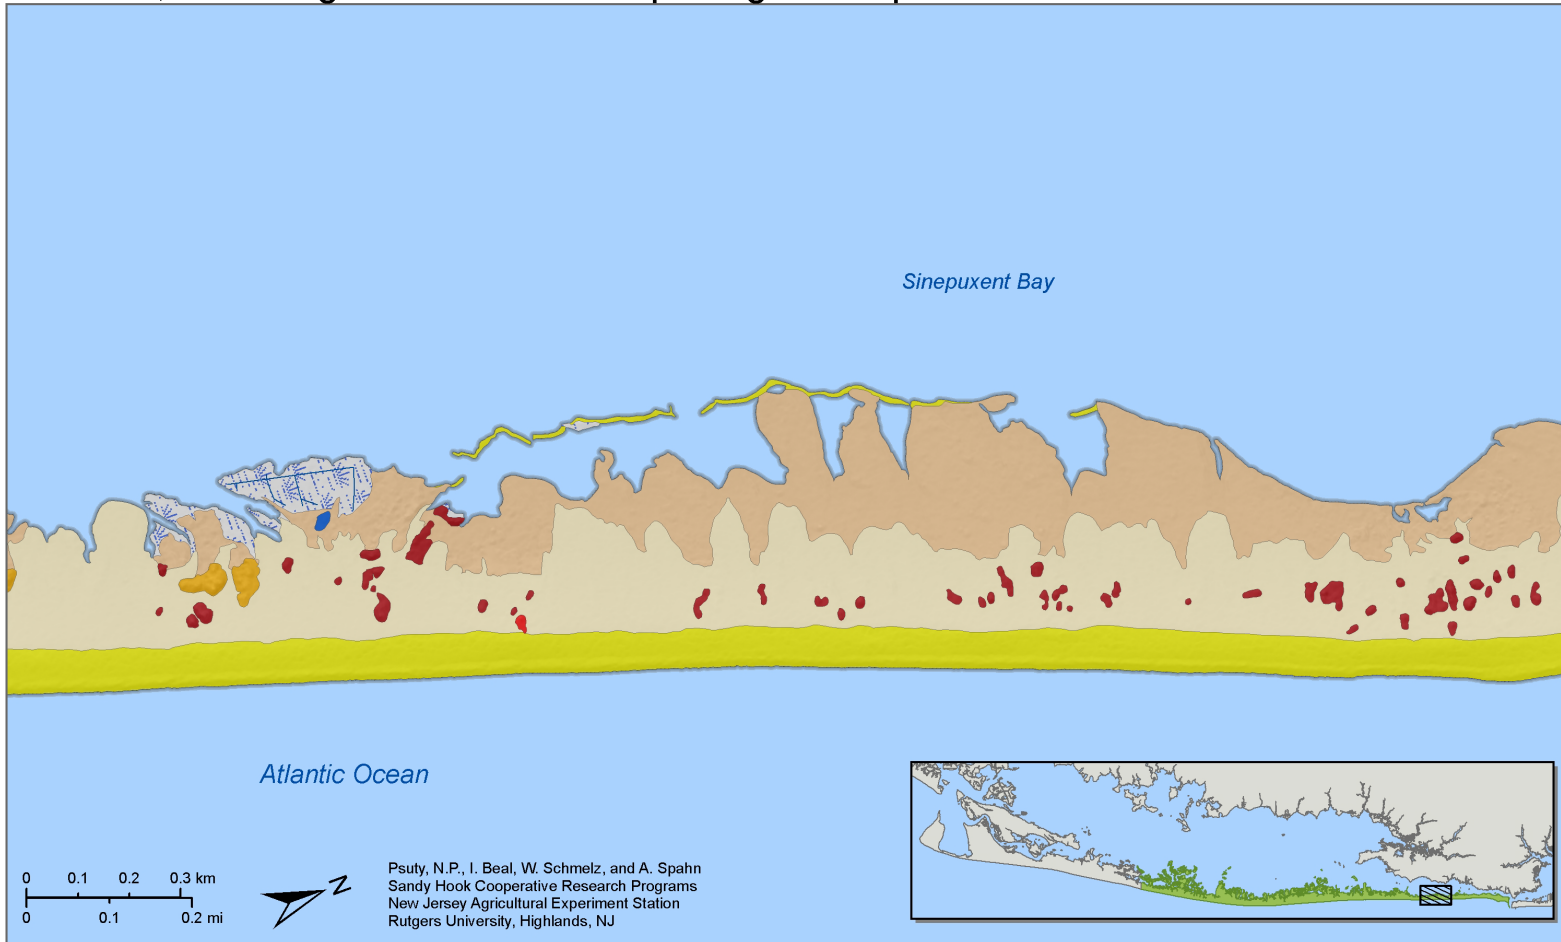 Sinepuxent Bay
Atlantic Ocean
0 0.1 0.2 0.3 km
0 0.1 0.2 mi
N
Psuty, N.P., I. Beal, W. Schmelz, and A. Spahn
Sandy Hook Cooperative Research Programs
New Jersey Agricultural Experiment Station
Rutgers University, Highlands, NJ